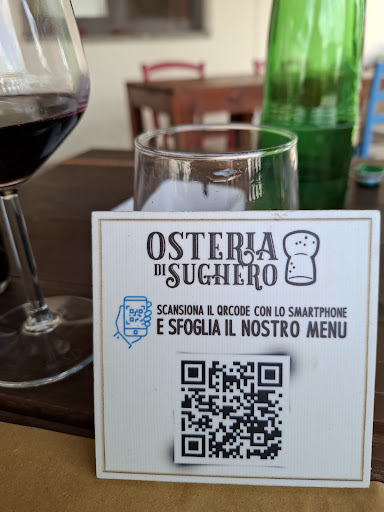 OSTERIA
DI SUGHERO
SCANSIONA IL QRCODE CON LO SMARTPHONE
E SFOGLIA IL NOSTRO MENU